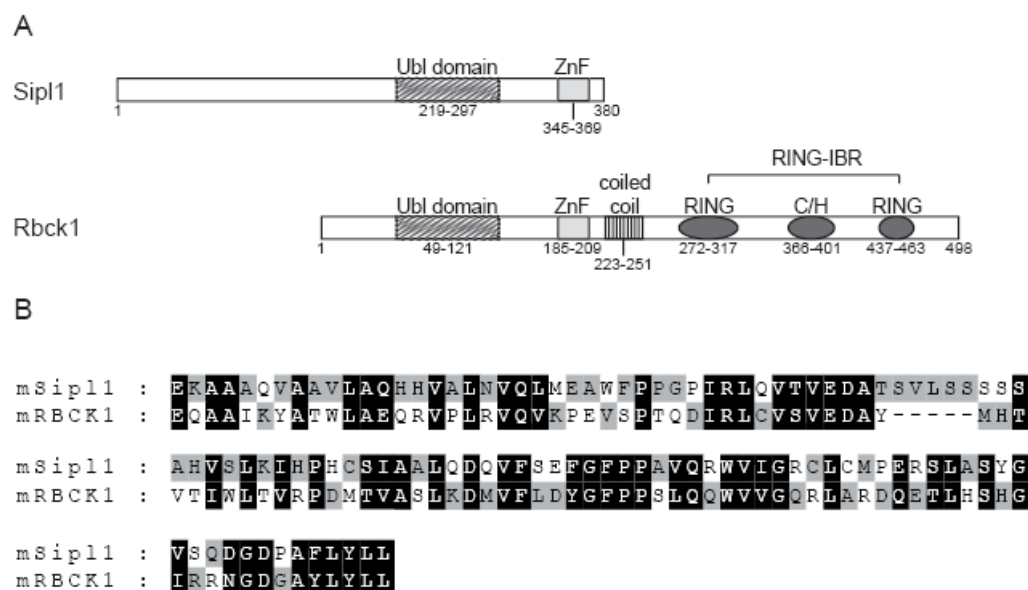 A
Ubl domain ZnF
Sipl1
1 219-297 380
345-369
RING-IBR
coiled
Ubl domain ZnF coil RING C/H RING
Rbck1
1 49-121 185-209 272-317 366-401 437-463 498
223-251
B
mSipl1 : EKAAAQVAAVLAQHHVALNVQLMEAWFPPGPIRLQVTVEDATSVLSSSSS
mRBCK1 : EQAAIKYATWLAEQRVPLRVQVKPEVSPTQDIRLCVSVEDAY-----MHT
mSipl1 : AHVSLKIHPHCSIAALQDQVFSEFGFPPAVQRWVIGRCLCMPERSLASYG
mRBCK1 : VTIWLTVRPDMTVASLKDMVFLDYGFPPSLQQWVVGQRLARDQETLHSHG
mSipl1 : VSQDGDPAFLYLL
mRBCK1 : IRRNGDGAYLYLL